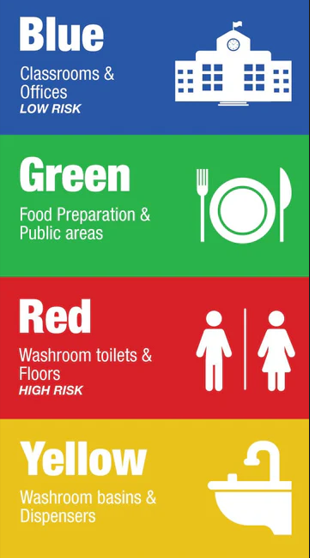 Blue
Classrooms &
Offices
LOW RISK
Green
Food Preparation &
Public areas
Red
Washroom toilets &
Floors
HIGH RISK
Yellow
Washroom basins &
Dispensers